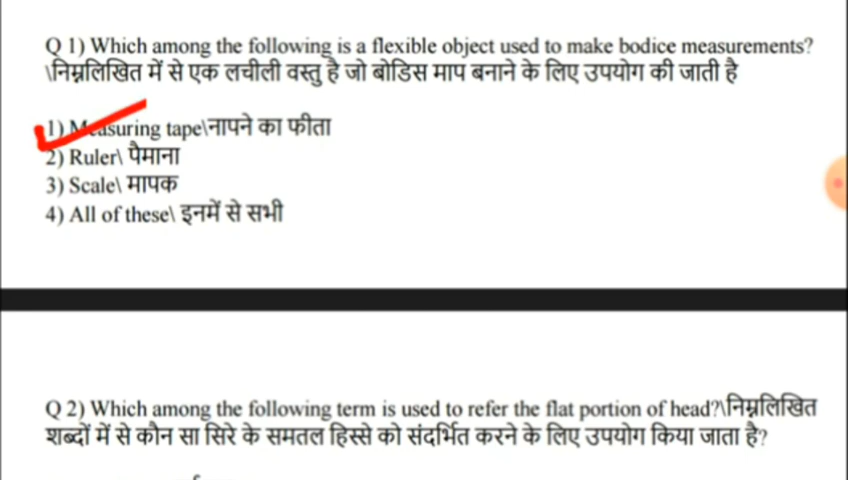 Q 1) Which among the following is a flexible object used to make bodice measurements?
\निम्नलिखित में से एक लचीली वस्तु है जो बोडिस माप बनाने के लिए उपयोग की जाती है
1) Measuring tape\नापने का फीता
2) Ruler\ पैमाना
3) Scale\ मापक
4) All of these\ इनमें से सभी
Q 2) Which among the following term is used to refer the flat portion of head?\निम्नलिखित
शब्दों में से कौन सा सिरे के समतल हिस्से को संदर्भित करने के लिए उपयोग किया जाता है?